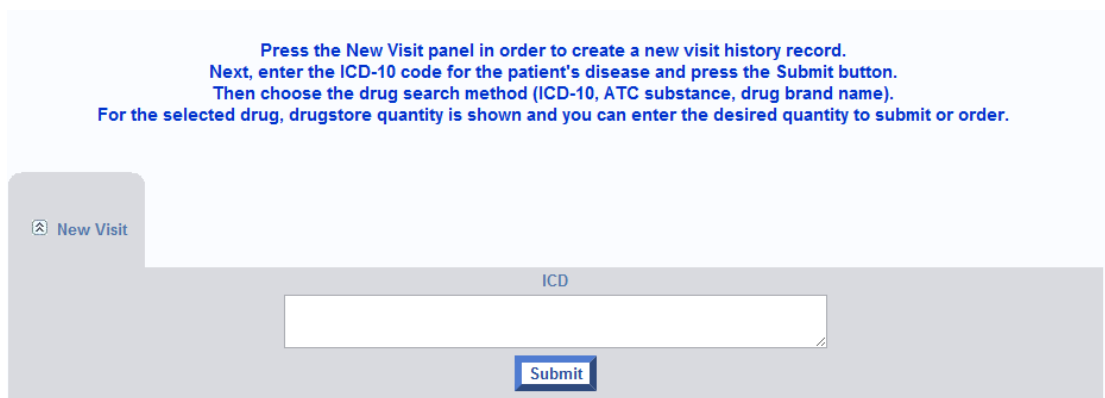 Press the New Visit panel in order to create a new visit history record.
Next, enter the ICD-10 code for the patient's disease and press the Submit button.
Then choose the drug search method (ICD-10, ATC substance, drug brand name).
For the selected drug, drugstore quantity is shown and you can enter the desired quantity to submit or order.
New Visit
ICD
Submit